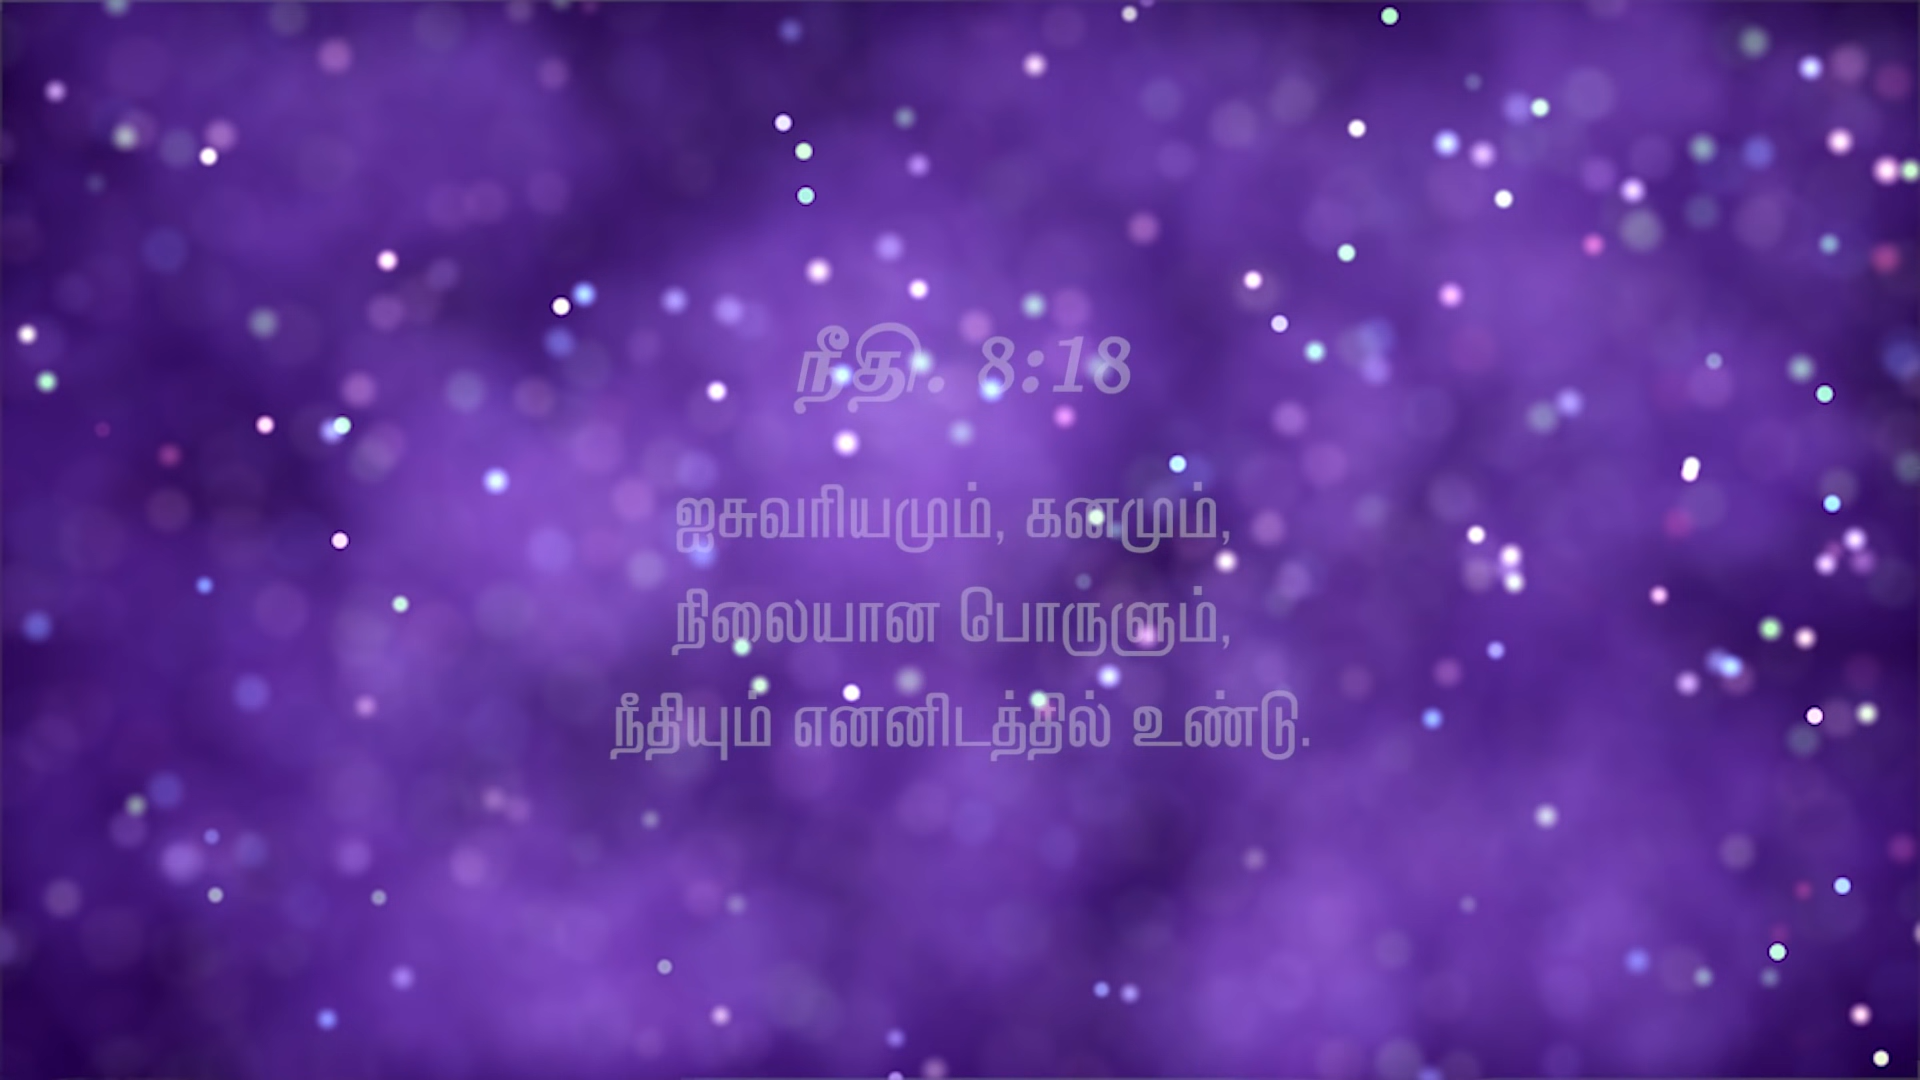 நீதி. 8:18
ஐசுவரியமும், கனமும்,
நிலையான பொருளும்,
நீதியும் என்னிடத்தில் உண்டு.